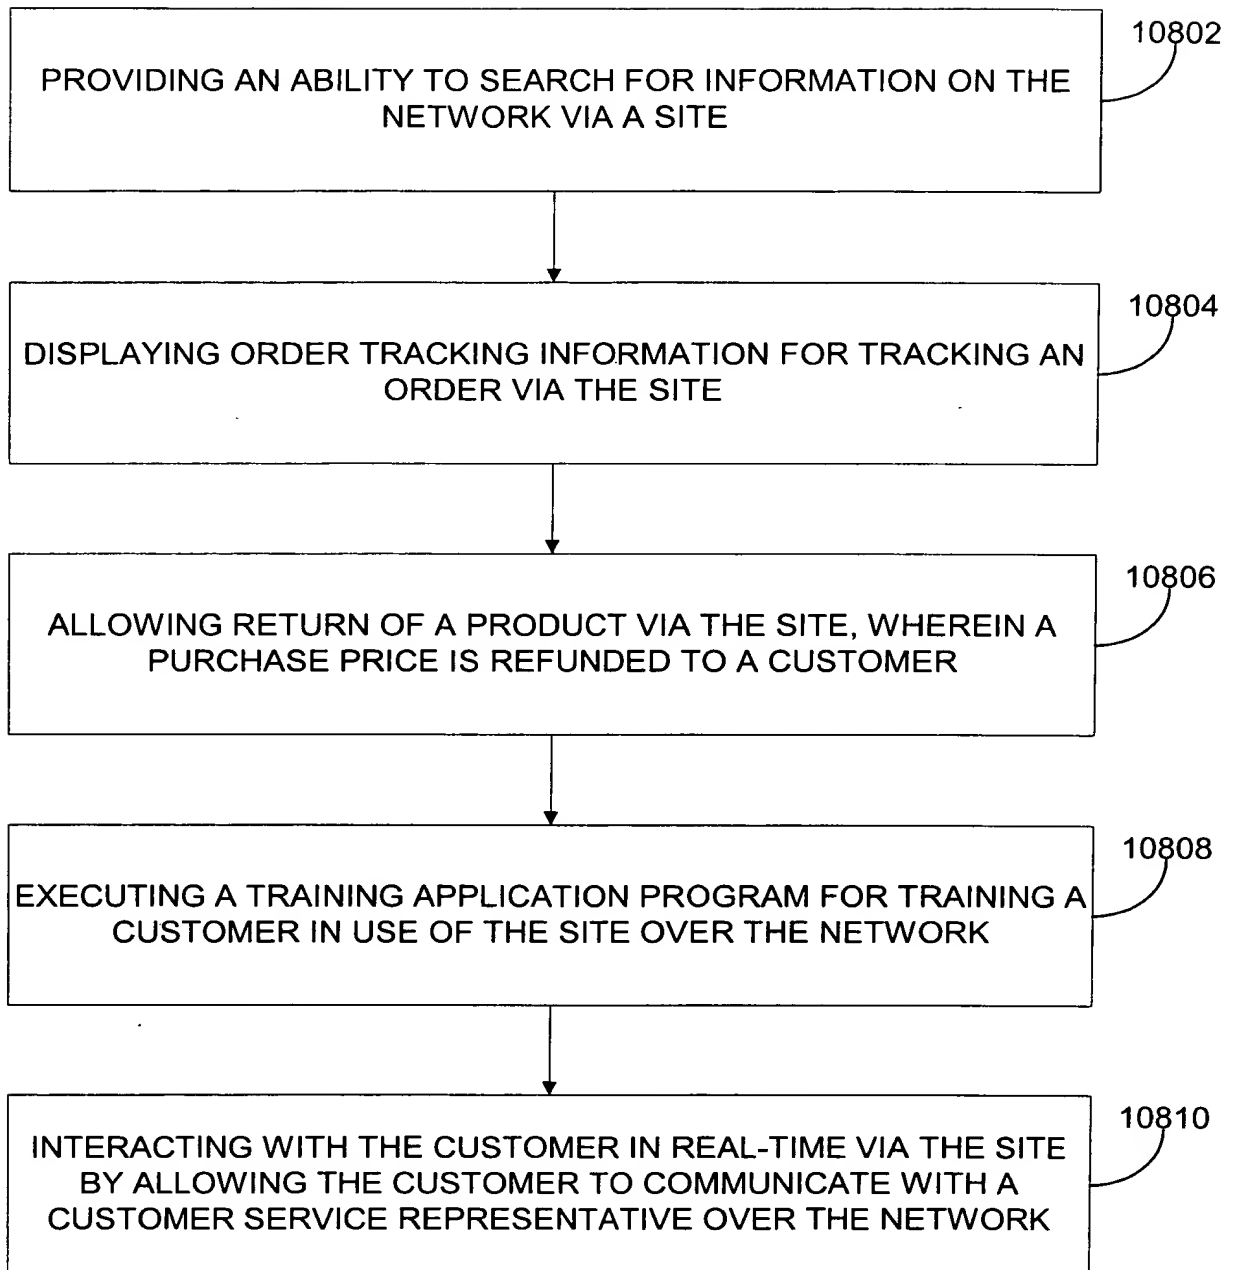 10802
PROVIDING AN ABILITY TO SEARCH FOR INFORMATION ON THE
NETWORK VIA A SITE
10804
DISPLAYING ORDER TRACKING INFORMATION FOR TRACKING AN
ORDER VIA THE SITE
10806
ALLOWING RETURN OF A PRODUCT VIA THE SITE, WHEREIN A
PURCHASE PRICE IS REFUNDED TO A CUSTOMER
10808
EXECUTING A TRAINING APPLICATION PROGRAM FOR TRAINING A
CUSTOMER IN USE OF THE SITE OVER THE NETWORK
10810
INTERACTING WITH THE CUSTOMER IN REAL-TIME VIA THE SITE
BY ALLOWING THE CUSTOMER TO COMMUNICATE WITH A
CUSTOMER SERVICE REPRESENTATIVE OVER THE NETWORK